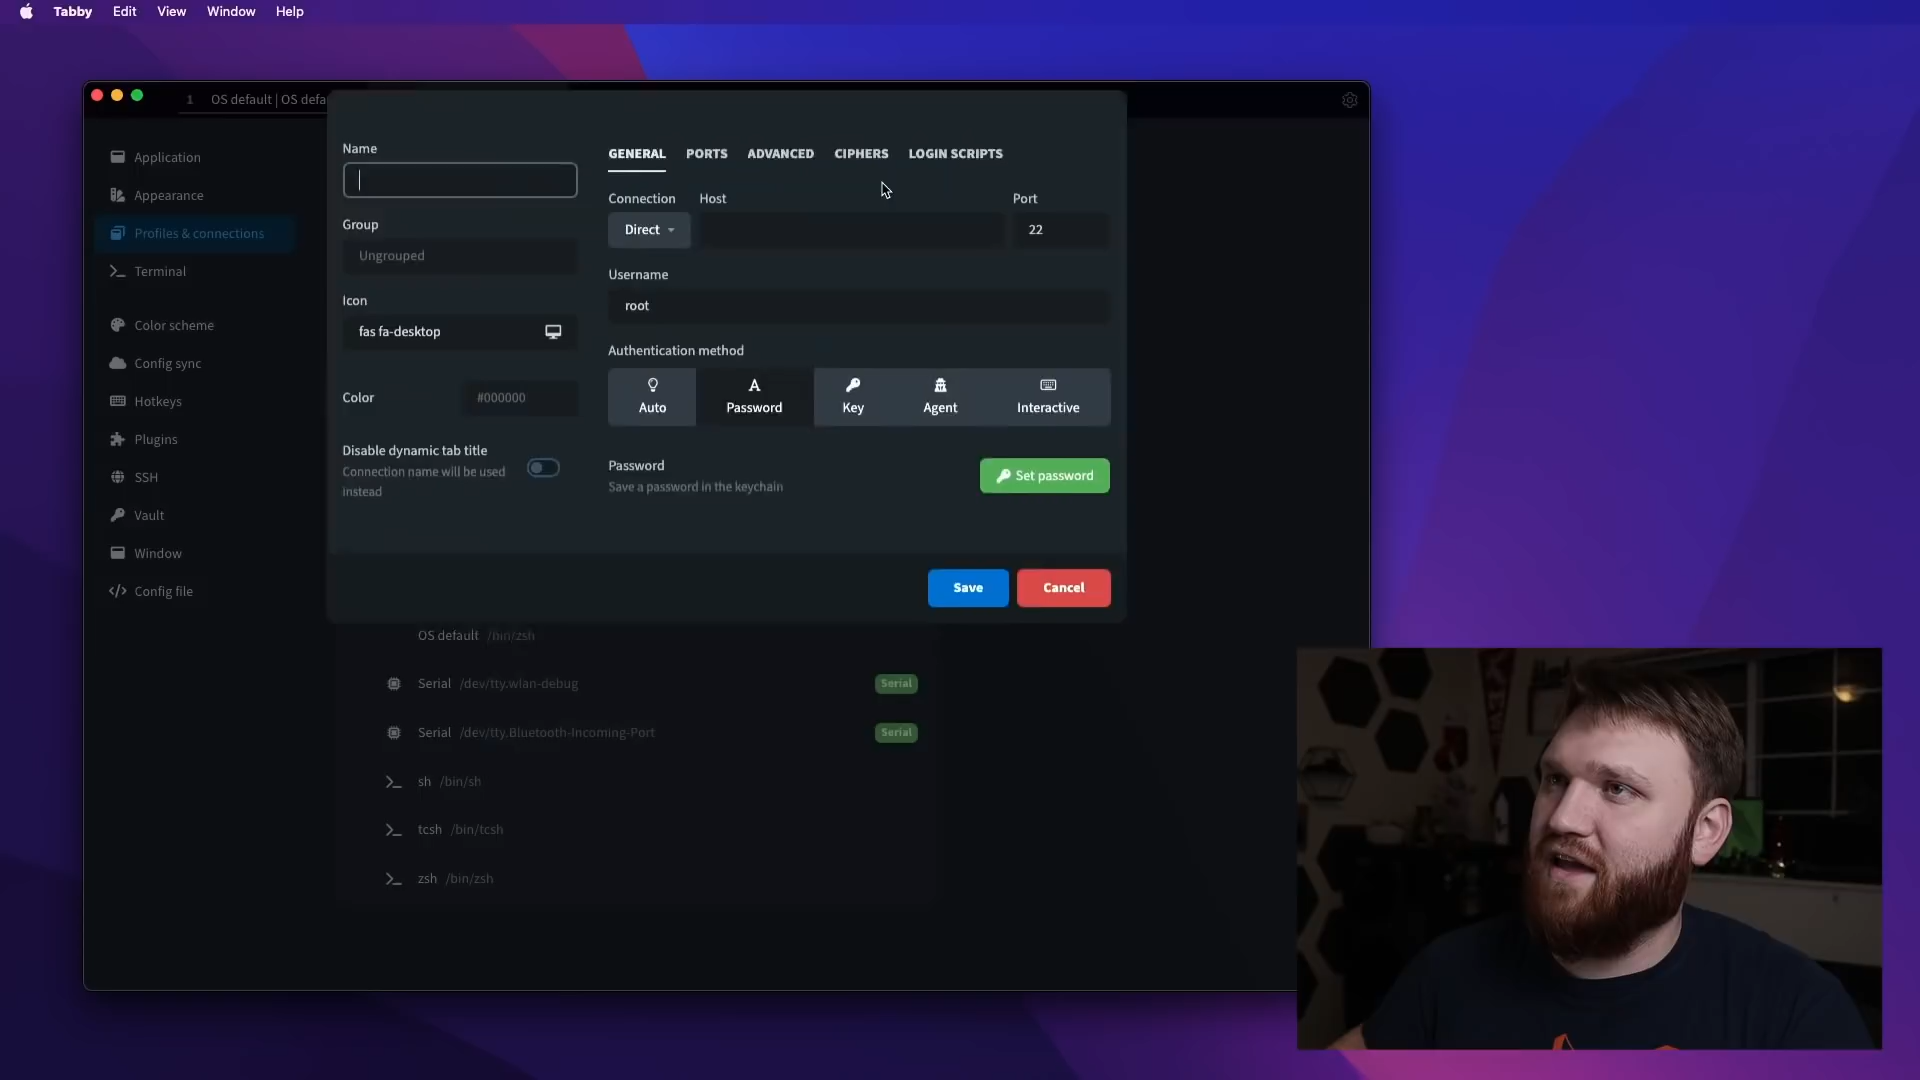 Tabby Edit View Window Help
1 OS default | OS defa
Application
Appearance
Profiles & connections
Terminal
Color scheme
Config sync
Hotkeys
Plugins
SSH
Vault
Window
Config file
Name
Group
Ungrouped
Icon
fas fa-desktop
Color #000000
Disable dynamic tab title
Connection name will be used
instead
GENERAL PORTS ADVANCED CIPHERS LOGIN SCRIPTS
Connection Host Port
Direct 22
Username
root
Authentication method
Auto Password Key Agent Interactive
Password
Save a password in the keychain
Set password
Save Cancel
OS default /bin/zsh
Serial /dev/tty.wlan-debug Serial
Serial /dev/tty.Bluetooth-Incoming-Port Serial
sh /bin/sh
tcsh /bin/tcsh
zsh /bin/zsh